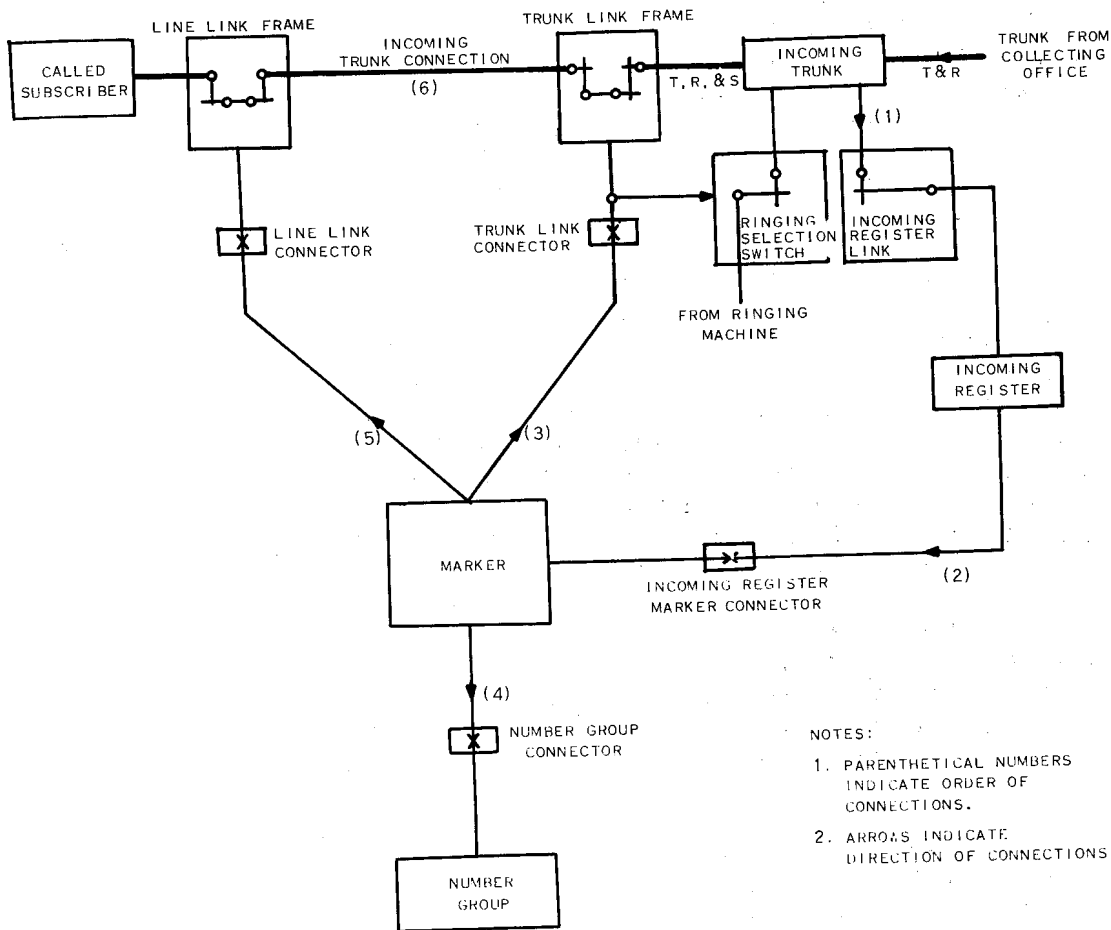 LINE LINK FRAME
TRUNK LINK FRAME
CALLED
SUBSCRIBER
INCOMING
TRUNK CONNECTION
(6)
T, R, & S
INCOMING
TRUNK
T & R
TRUNK FROM
COLLECTING
OFFICE
(1)
LINE LINK
CONNECTOR
TRUNK LINK
CONNECTOR
RINGING
SELECTION
SWITCH
INCOMING
REGISTER
LINK
FROM RINGING
MACHINE
INCOMING
REGISTER
(5)
(3)
MARKER
INCOMING REGISTER
MARKER CONNECTOR
(2)
(4)
NUMBER GROUP
CONNECTOR
NUMBER
GROUP
NOTES:
1. PARENTHETICAL NUMBERS
INDICATE ORDER OF
CONNECTIONS.
2. ARROWS INDICATE
DIRECTION OF CONNECTIONS